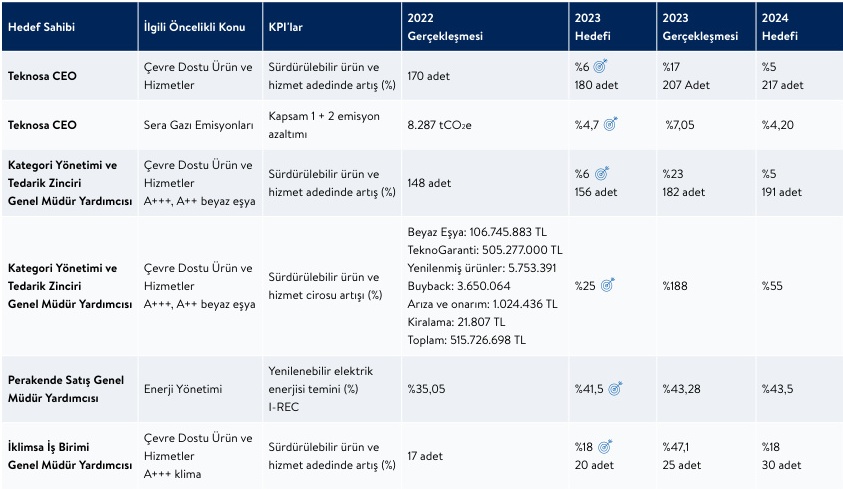 Hedef Sahibi
İlgili Öncelikli Konu
KPI'lar
2022
Gerçekleşmesi
2023
Hedefi
2023
Gerçekleşmesi
2024
Hedefi
Teknosa CEO
Çevre Dostu Ürün ve
Hizmetler
Sürdürülebilir ürün ve
hizmet adedinde artış (%)
170 adet
%6
180 adet
%17
207 Adet
%5
217 adet
Teknosa CEO
Sera Gazı Emisyonları
Kapsam 1 + 2 emisyon
azaltımı
8.287 tCO₂e
%4,7
%7,05
%4,20
Kategori Yönetimi ve
Tedarik Zinciri
Genel Müdür Yardımcısı
Çevre Dostu Ürün ve
Hizmetler
A+++, A++ beyaz eşya
Sürdürülebilir ürün ve
hizmet adedinde artış (%)
148 adet
%6
156 adet
%23
182 adet
%5
191 adet
Kategori Yönetimi ve
Tedarik Zinciri
Genel Müdür Yardımcısı
Çevre Dostu Ürün ve
Hizmetler
A+++, A++ beyaz eşya
Sürdürülebilir ürün ve
hizmet cirosu artışı (%)
Beyaz Eşya: 106.745.883 TL
TeknoGaranti: 505.277.000 TL
Yenilenmiş ürünler: 5.753.391
Buyback: 3.650.064
Arıza ve onarım: 1.024.436 TL
Kiralama: 21.807 TL
Toplam: 515.726.698 TL
%25
%188
%55
Perakende Satış Genel
Müdür Yardımcısı
Enerji Yönetimi
Yenilenebilir elektrik
enerjisi temini (%)
I-REC
%35,05
%41,5
%43,28
%43,5
İklimsa İş Birimi
Genel Müdür Yardımcısı
Çevre Dostu Ürün ve
Hizmetler
A+++ klima
Sürdürülebilir ürün ve
hizmet adedinde artış (%)
17 adet
%18
20 adet
%47,1
25 adet
%18
30 adet